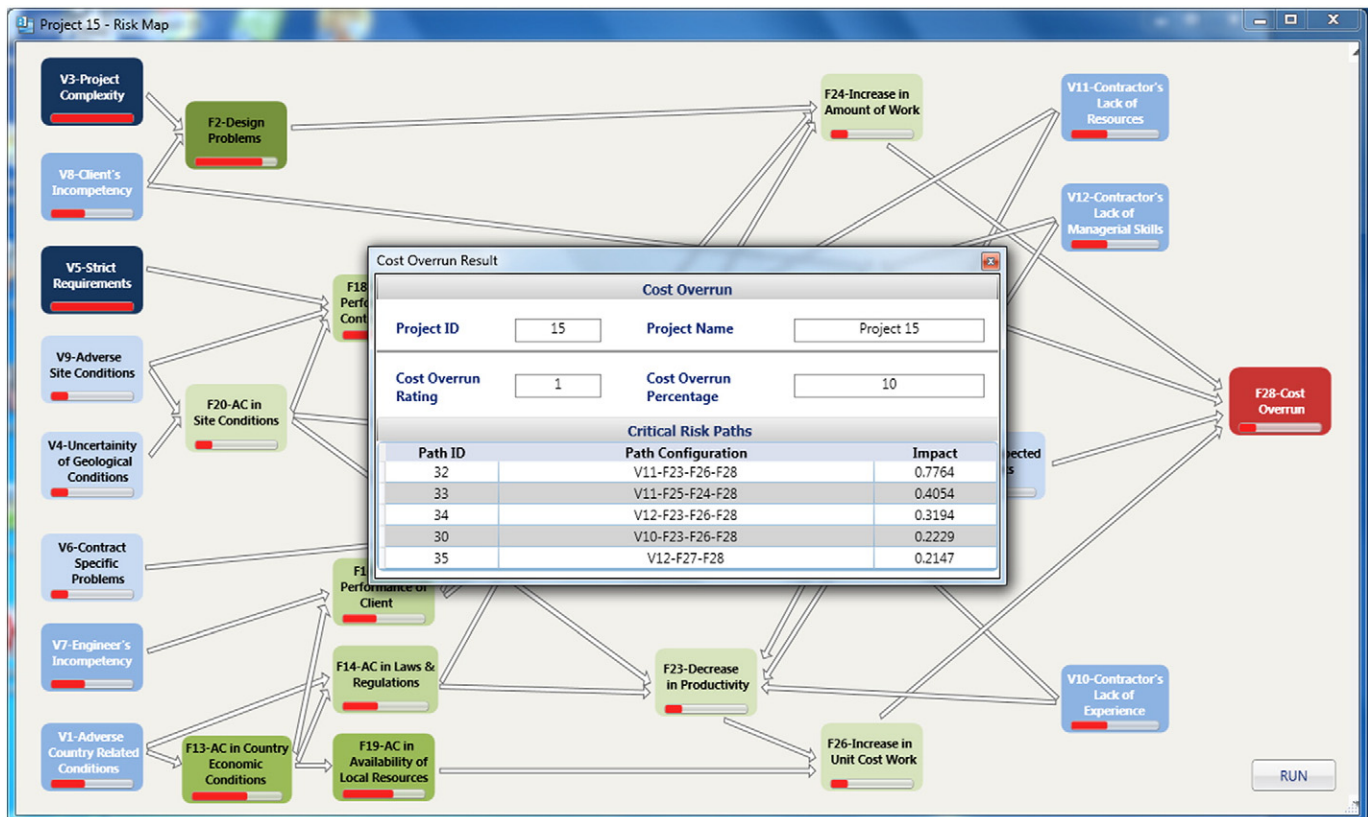 Project 15 - Risk Map
V3-Project
Complexity
F2-Design
Problems
V8-Client's
Incompetency
V5-Strict
Requirements
V9-Adverse
Site Conditions
F20-AC in
Site Conditions
V4-Uncertainity
of Geological
Conditions
V6-Contract
Specific
Problems
V7-Engineer's
Incompetency
V1-Adverse
Country Related
Conditions
F13-AC in Country
Economic
Conditions
F18
Performance of
Client
F14-AC in Laws &
Regulations
F19-AC in
Availability of
Local Resources
F24-Increase in
Amount of Work
V11-Contractor's
Lack of
Resources
V12-Contractor's
Lack of
Managerial Skills
Cost Overrun Result
Cost Overrun
Project ID
15
Project Name
Project 15
Cost Overrun
Rating
1
Cost Overrun
Percentage
10
Critical Risk Paths
Path ID Path Configuration Impact
32 V11-F23-F26-F28 0.7764
33 V11-F25-F24-F28 0.4054
34 V12-F23-F26-F28 0.3194
30 V10-F23-F26-F28 0.2229
35 V12-F27-F28 0.2147
F28-Cost
Overrun
F23-Decrease
in Productivity
F26-Increase in
Unit Cost Work
V10-Contractor's
Lack of
Experience
RUN